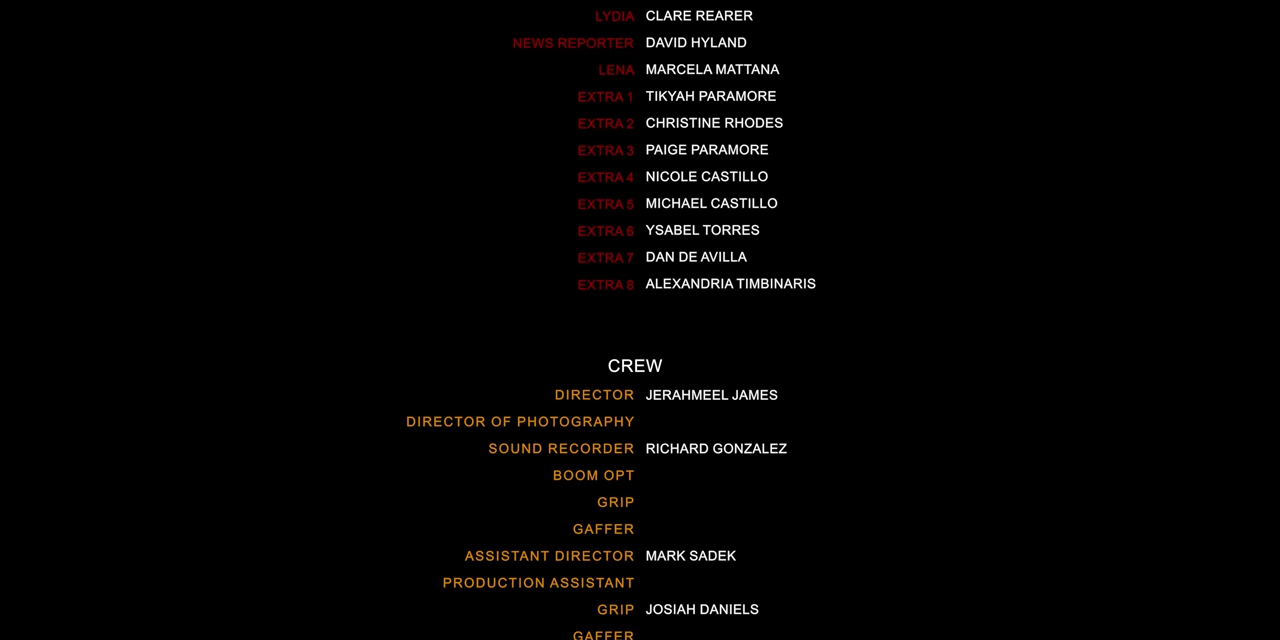 LYDIA CLARE REARER
NEWS REPORTER DAVID HYLAND
LENA MARCELA MATTANA
EXTRA 1 TIKYAH PARAMORE
EXTRA 2 CHRISTINE RHODES
EXTRA 3 PAIGE PARAMORE
EXTRA 4 NICOLE CASTILLO
EXTRA 5 MICHAEL CASTILLO
EXTRA 6 YSABEL TORRES
EXTRA 7 DAN DE AVILLA
EXTRA 8 ALEXANDRIA TIMBINARIS
CREW
DIRECTOR JERAHMEEL JAMES
DIRECTOR OF PHOTOGRAPHY
SOUND RECORDER RICHARD GONZALEZ
BOOM OPT
GRIP
GAFFER
ASSISTANT DIRECTOR MARK SADEK
PRODUCTION ASSISTANT
GRIP JOSIAH DANIELS
GAFFER